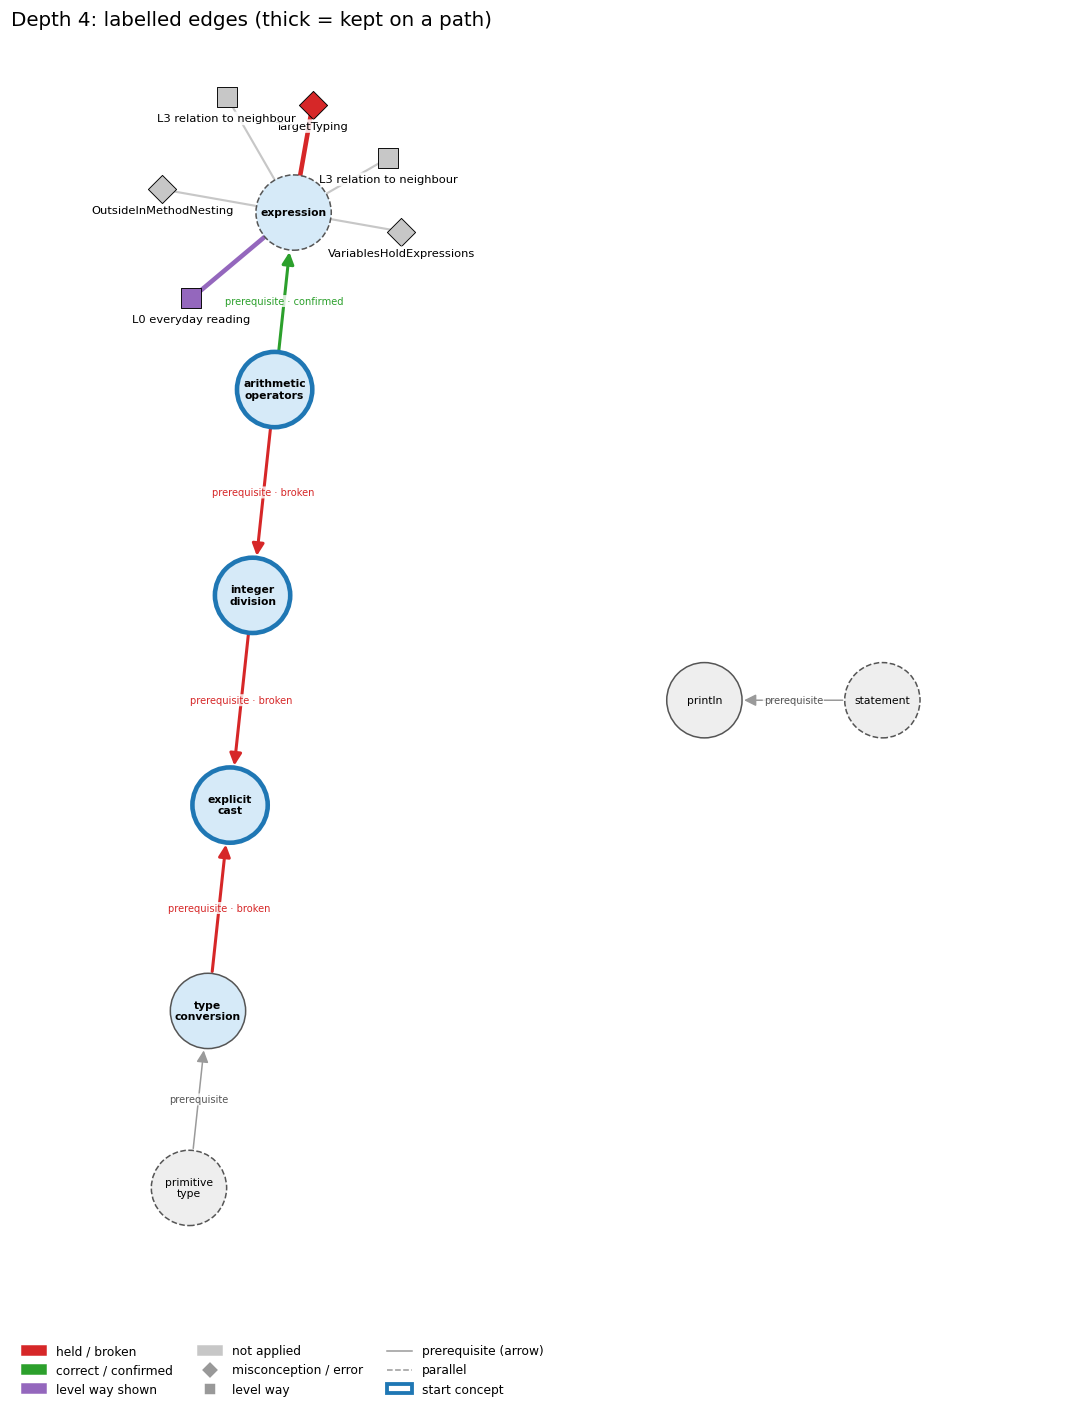 Depth 4: labelled edges (thick = kept on a path)
L3 relation to neighbour
TargetTyping
L3 relation to neighbour
OutsideInMethodNesting
expression
VariablesHoldExpressions
L0 everyday reading
prerequisite · confirmed
arithmetic
operators
prerequisite · broken
integer
division
prerequisite · broken
println
prerequisite
statement
explicit
cast
prerequisite · broken
type
conversion
prerequisite
primitive
type
held / broken
correct / confirmed
level way shown
not applied
misconception / error
level way
prerequisite (arrow)
parallel
start concept